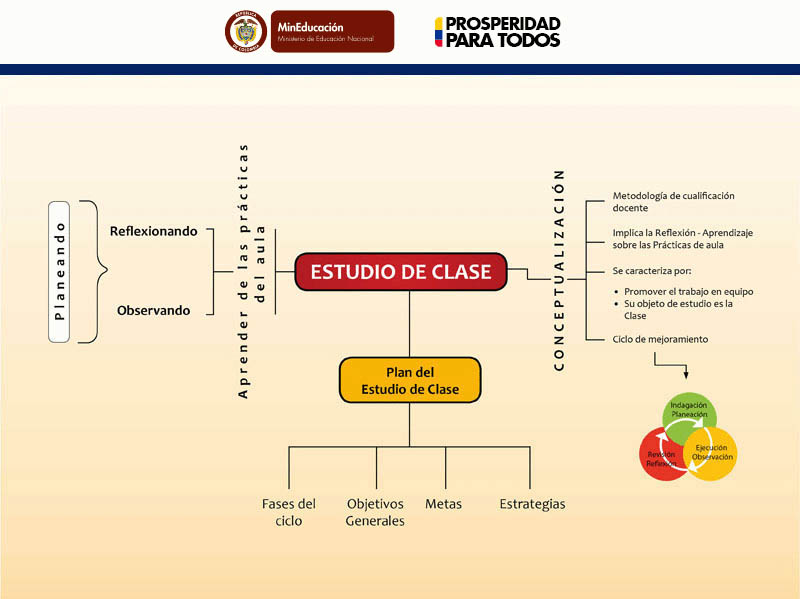 REPÚBLICA DE COLOMBIA
MinEducación
Ministerio de Educación Nacional
PROSPERIDAD
PARA TODOS
Planeando
Reflexionando
Observando
Aprender de las prácticas
del aula
ESTUDIO DE CLASE
CONCEPTUALIZACIÓN
Metodología de cualificación
docente
Implica la Reflexión - Aprendizaje
sobre las Prácticas de aula
Se caracteriza por:
• Promover el trabajo en equipo
• Su objeto de estudio es la
Clase
Ciclo de mejoramiento
Indagación
Planeación
Ejecución
Observación
Revisión
Reflexión
Plan del
Estudio de Clase
Fases del
ciclo
Objetivos
Generales
Metas
Estrategias